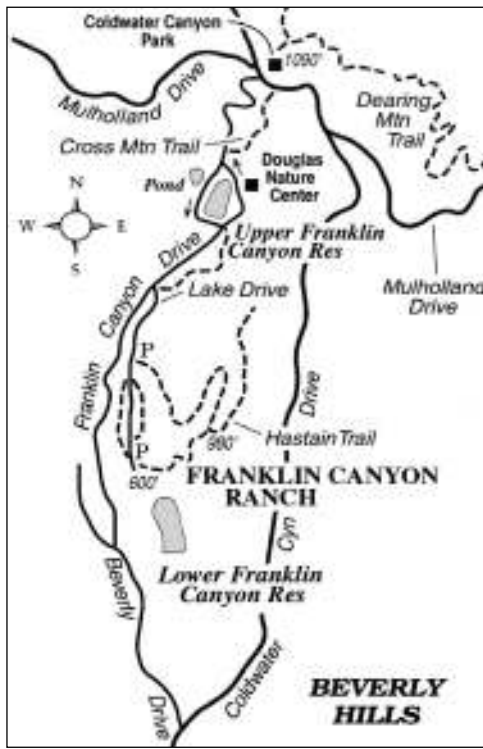 Coldwater Canyon
Park
1090'
Mulholland Drive
Dearing
Mtn
Trail
Cross Mtn Trail
Douglas
Nature
Center
Pond
N
W E
S
Upper Franklin
Canyon Res
Mulholland
Drive
Lake Drive
Franklin Canyon Drive
P
Drive
960'
Hastain Trail
P
600'
FRANKLIN CANYON
RANCH
Cyn
Lower Franklin
Canyon Res
Beverly
Drive
Coldwater
BEVERLY
HILLS